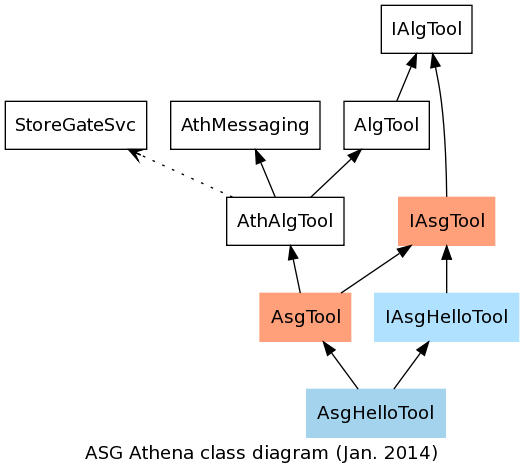 IAlgTool
StoreGateSvc
AthMessaging
AlgTool
AthAlgTool
IAsgTool
AsgTool
IAsgHelloTool
AsgHelloTool
ASG Athena class diagram (Jan. 2014)